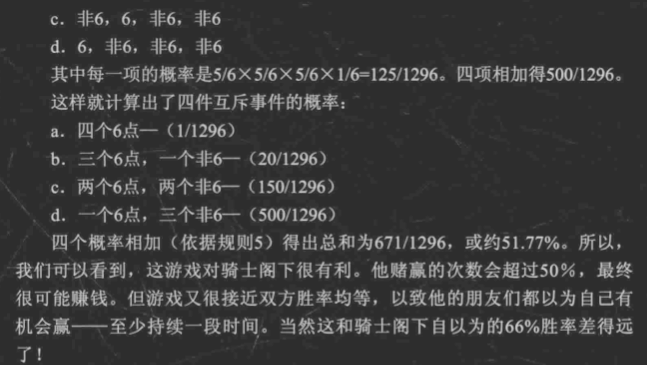 c．非6，6，非6，非6
d．6，非6，非6，非6
其中每一项的概率是5/6×5/6×5/6×1/6=125/1296。四项相加得500/1296。
这样就计算出了四件互斥事件的概率：
a．四个6点—（1/1296）
b．三个6点，一个非6—（20/1296）
c．两个6点，两个非6—（150/1296）
d．一个6点，三个非6—（500/1296）
四个概率相加（依据规则5）得出总和为671/1296，或约51.77%。所以，
我们可以看到，这游戏对骑士阁下很有利。他赌赢的次数会超过50%，最终
很可能赚钱。但游戏又很接近双方胜率均等，以致他的朋友们都以为自己有
机会赢——至少持续一段时间。当然这和骑士阁下自以为的66%胜率差得远
了！